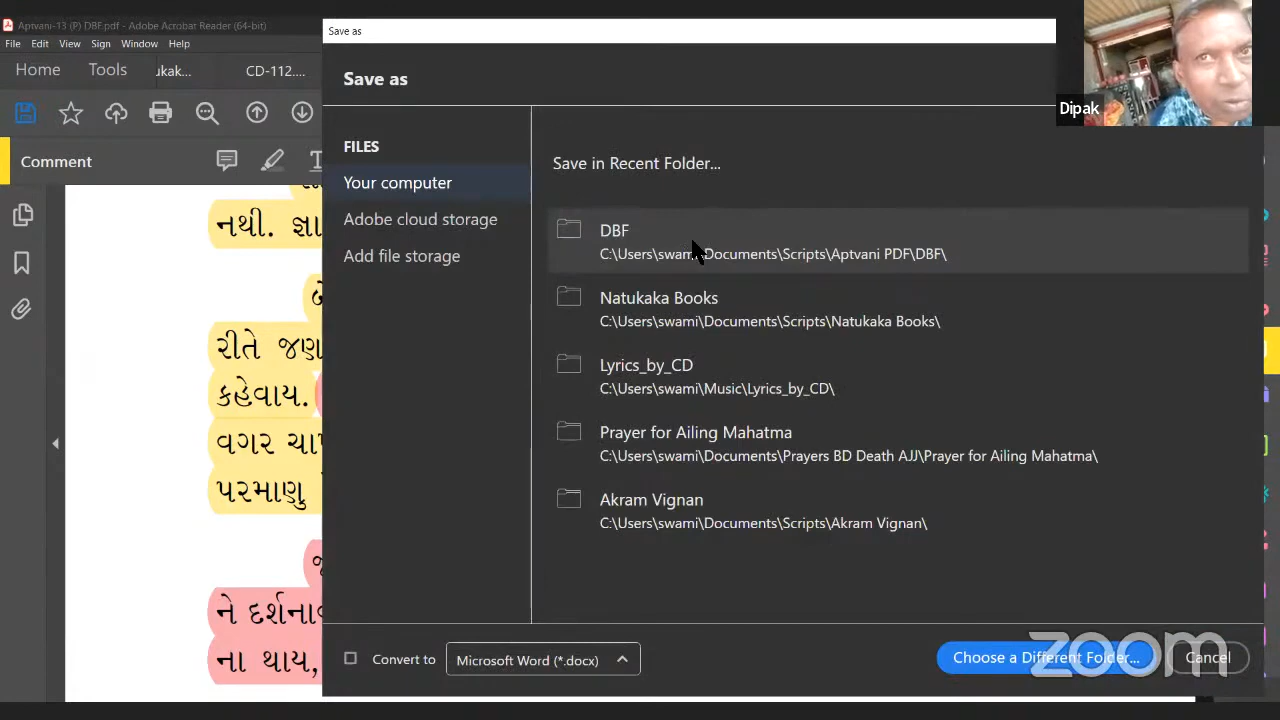 Aptvani-13 (P) DBF.pdf - Adobe Acrobat Reader (64-bit)
File Edit View Sign Window Help
Home Tools ukak... CD-112....
Comment
નથી. જ્ઞા
રીતે જણ
કહેવાય.
વગર ચા
પરમાણુ
ને દર્શના
ના થાય,
Save as
Save as
FILES
Your computer
Adobe cloud storage
Add file storage
Save in Recent Folder...
DBF
C:\Users\swami\Documents\Scripts\Aptvani PDF\DBF\
Natukaka Books
C:\Users\swami\Documents\Scripts\Natukaka Books\
Lyrics_by_CD
C:\Users\swami\Music\Lyrics_by_CD\
Prayer for Ailing Mahatma
C:\Users\swami\Documents\Prayers BD Death AJJ\Prayer for Ailing Mahatma\
Akram Vignan
C:\Users\swami\Documents\Scripts\Akram Vignan\
Convert to Microsoft Word (*.docx)
Choose a Different Folder... Cancel
zoom
Dipak